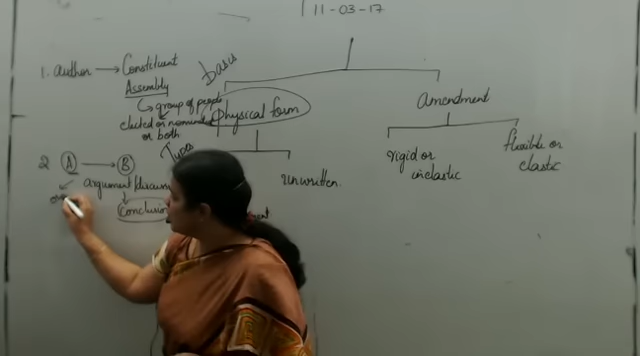 11-03-17
1. Author → Constituent
Assembly
↳ group of people
elected or nominated
or both
Basis
Physical form
Types
unwritten
Amendment
rigid or
inelastic
flexible or
elastic
2 (A) → (B)
argument
Conclusion